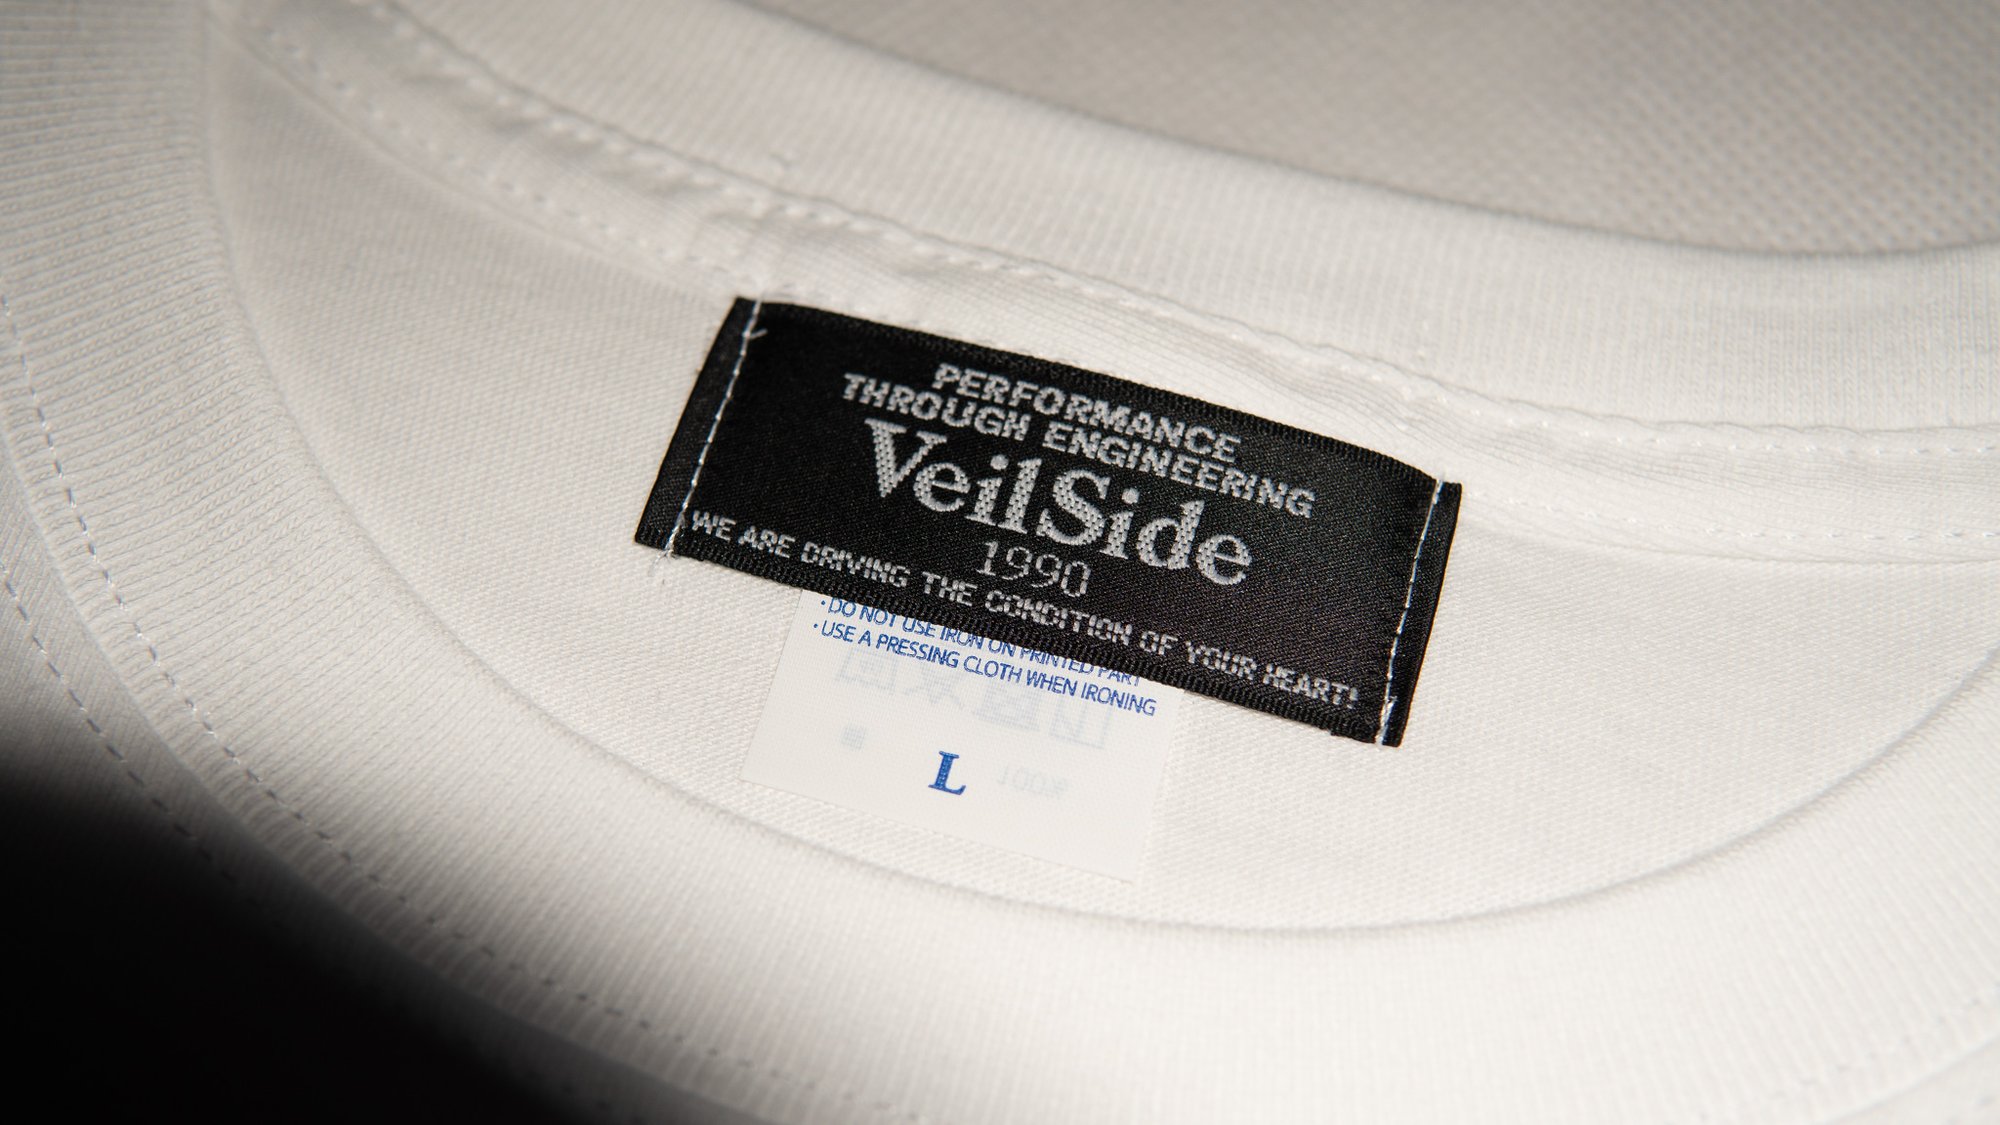 PERFORMANCE
THROUGH ENGINEERING
VeilSide
1990
WE ARE DRIVING THE CONDITION OF YOUR HEART!
・DO NOT USE IRON ON PRINTED PART
・USE A PRESSING CLOTH WHEN IRONING
L